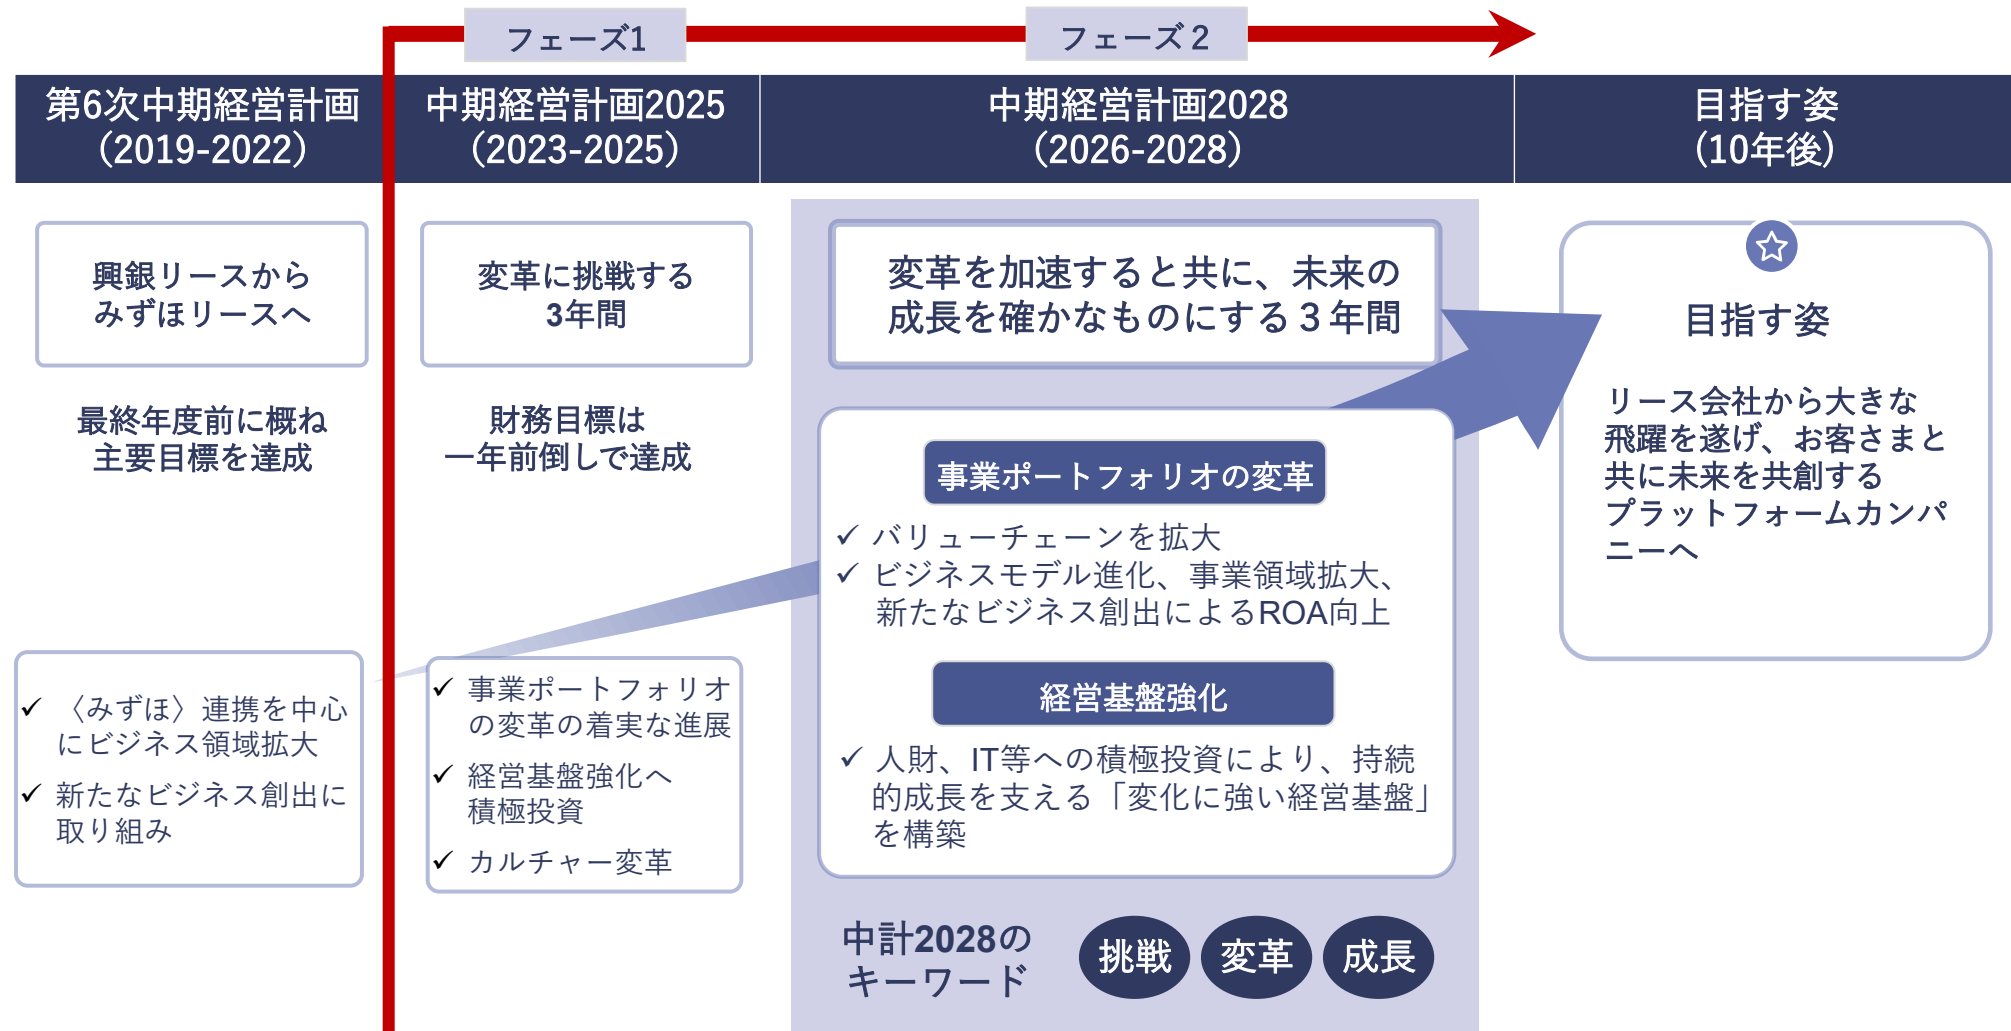 フェーズ1
フェーズ２
第6次中期経営計画
（2019-2022）
中期経営計画2025
（2023-2025）
中期経営計画2028
（2026-2028）
目指す姿
（10年後）
興銀リースから
みずほリースへ
最終年度前に概ね
主要目標を達成
✓ 〈みずほ〉連携を中心
にビジネス領域拡大
✓ 新たなビジネス創出に
取り組み
変革に挑戦する
3年間
財務目標は
一年前倒しで達成
✓ 事業ポートフォリオ
の変革の着実な進展
✓ 経営基盤強化へ
積極投資
✓ カルチャー変革
変革を加速すると共に、未来の
成長を確かなものにする３年間
事業ポートフォリオの変革
✓ バリューチェーンを拡大
✓ ビジネスモデル進化、事業領域拡大、
新たなビジネス創出によるROA向上
経営基盤強化
✓ 人財、IT等への積極投資により、持続
的成長を支える「変化に強い経営基盤」
を構築
中計2028の
キーワード
挑戦 変革 成長
目指す姿
リース会社から大きな
飛躍を遂げ、お客さまと
共に未来を共創する
プラットフォームカンパ
ニーへ